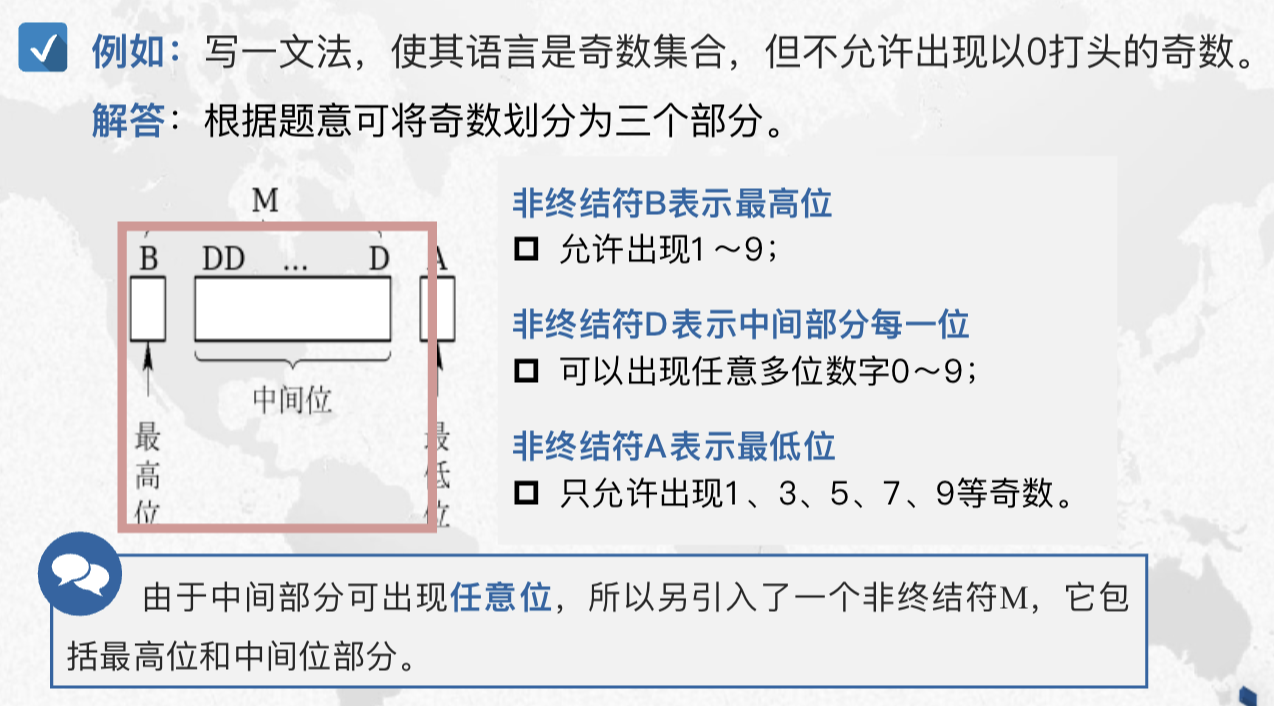 例如：写一文法，使其语言是奇数集合，但不允许出现以0打头的奇数。
解答：根据题意可将奇数划分为三个部分。
M
B DD … D A
中间位
最高位
最低位
非终结符B表示最高位
允许出现1～9；
非终结符D表示中间部分每一位
可以出现任意多位数字0～9；
非终结符A表示最低位
只允许出现1、3、5、7、9等奇数。
由于中间部分可出现任意位，所以另引入了一个非终结符M，它包
括最高位和中间位部分。